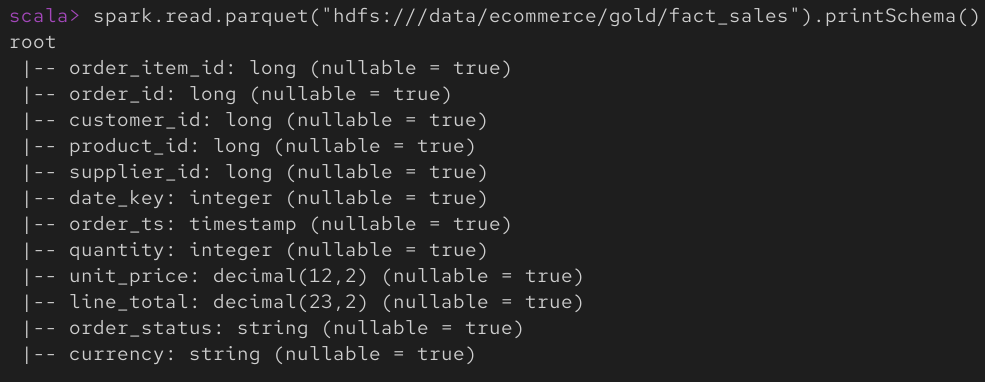 scala> spark.read.parquet("hdfs:///data/ecommerce/gold/fact_sales").printSchema()
root
 |-- order_item_id: long (nullable = true)
 |-- order_id: long (nullable = true)
 |-- customer_id: long (nullable = true)
 |-- product_id: long (nullable = true)
 |-- supplier_id: long (nullable = true)
 |-- date_key: integer (nullable = true)
 |-- order_ts: timestamp (nullable = true)
 |-- quantity: integer (nullable = true)
 |-- unit_price: decimal(12,2) (nullable = true)
 |-- line_total: decimal(23,2) (nullable = true)
 |-- order_status: string (nullable = true)
 |-- currency: string (nullable = true)